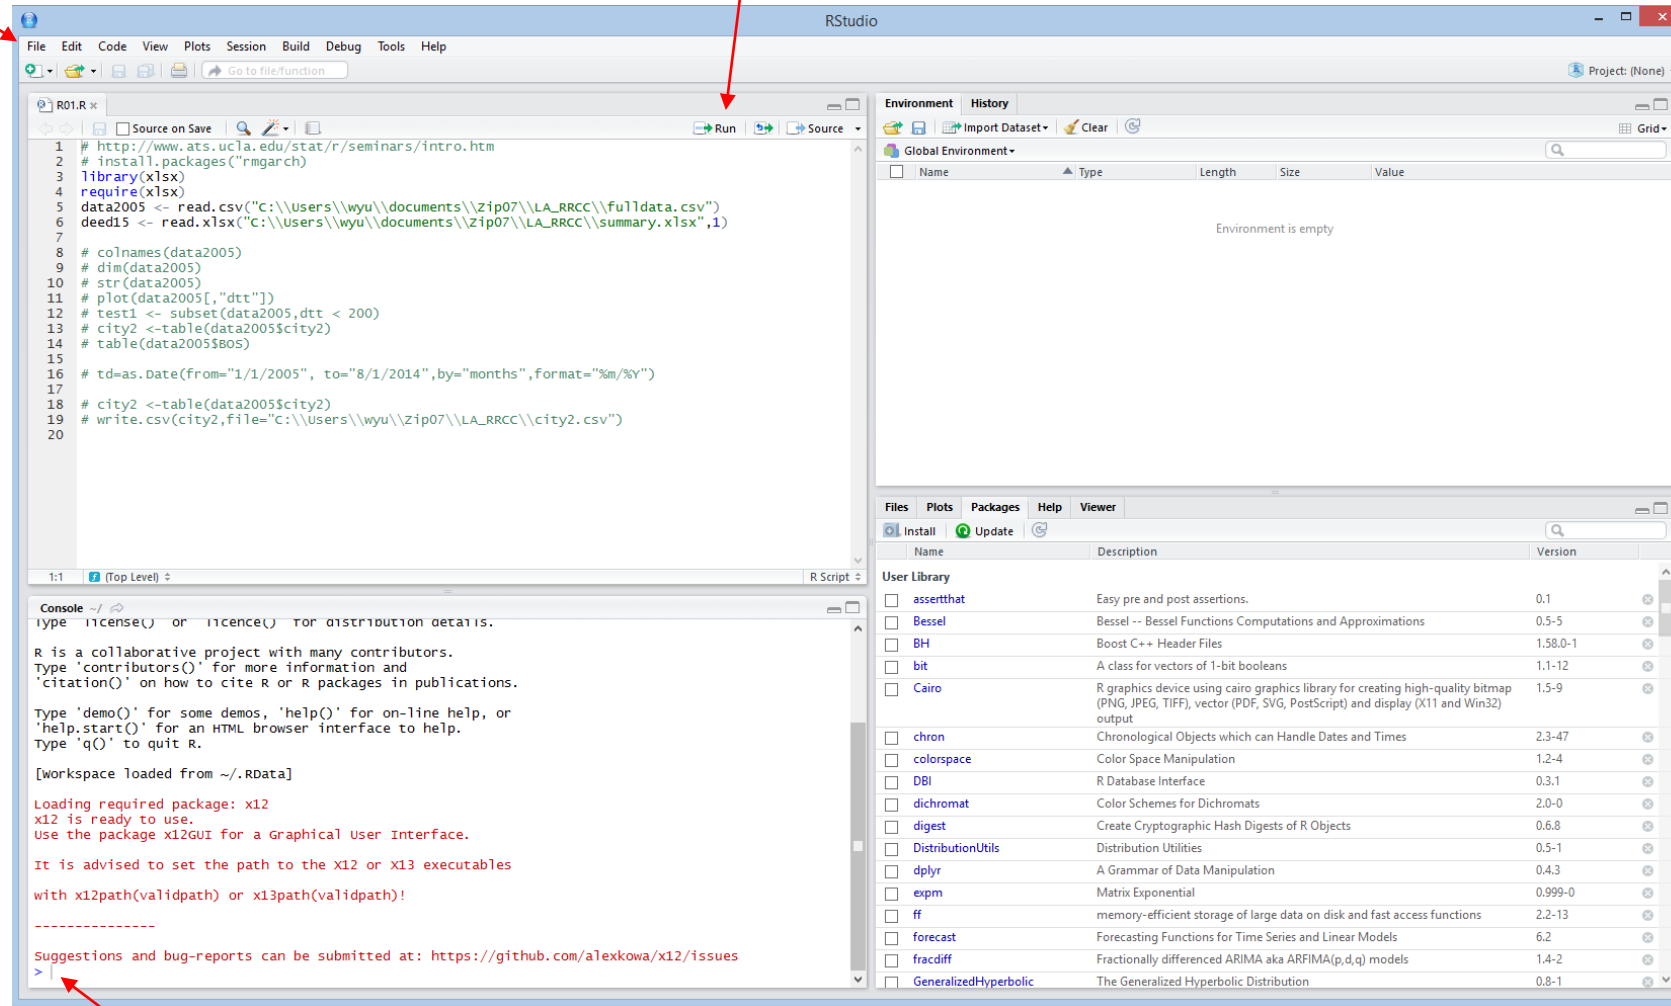 RStudio
File Edit Code View Plots Session Build Debug Tools Help
Go to file/function
Project: (None)
R01.R
Source on Save
Run
Source
1 # http://www.ats.ucla.edu/stat/r/seminars/intro.htm
2 # install.packages("rmgarch)
3 library(xlsx)
4 require(xlsx)
5 data2005 <- read.csv("C:\\Users\\wyu\\documents\\Zip07\\LA_RRCC\\fulldata.csv")
6 deed15 <- read.xlsx("C:\\Users\\wyu\\documents\\Zip07\\LA_RRCC\\summary.xlsx",1)
7
8 # colnames(data2005)
9 # dim(data2005)
10 # str(data2005)
11 # plot(data2005[,"dtt"])
12 # test1 <- subset(data2005,dtt < 200)
13 # city2 <-table(data2005$city2)
14 # table(data2005$BOS)
15
16 # td=as.Date(from="1/1/2005", to="8/1/2014",by="months",format="%m/%Y")
17
18 # city2 <-table(data2005$city2)
19 # write.csv(city2,file="C:\\Users\\wyu\\Zip07\\LA_RRCC\\city2.csv")
20
1:1 (Top Level) R Script
Console ~/
Type 'license()' or 'licence()' for distribution details.
R is a collaborative project with many contributors.
Type 'contributors()' for more information and
'citation()' on how to cite R or R packages in publications.
Type 'demo()' for some demos, 'help()' for on-line help, or
'help.start()' for an HTML browser interface to help.
Type 'q()' to quit R.
[Workspace loaded from ~/.RData]
Loading required package: x12
x12 is ready to use.
Use the package x12GUI for a Graphical User Interface.
It is advised to set the path to the X12 or X13 executables
with x12path(validpath) or x13path(validpath)!
---------------
Suggestions and bug-reports can be submitted at: https://github.com/alexkowa/x12/issues
>
Environment History
Import Dataset Clear
Grid
Global Environment
Name Type Length Size Value
Environment is empty
Files Plots Packages Help Viewer
Install Update
Name Description Version
User Library
assertthat Easy pre and post assertions. 0.1
Bessel Bessel -- Bessel Functions Computations and Approximations 0.5-5
BH Boost C++ Header Files 1.58.0-1
bit A class for vectors of 1-bit booleans 1.1-12
Cairo R graphics device using cairo graphics library for creating high-quality bitmap 1.5-9
(PNG, JPEG, TIFF), vector (PDF, SVG, PostScript) and display (X11 and Win32)
output
chron Chronological Objects which can Handle Dates and Times 2.3-47
colorspace Color Space Manipulation 1.2-4
DBI R Database Interface 0.3.1
dichromat Color Schemes for Dichromats 2.0-0
digest Create Cryptographic Hash Digests of R Objects 0.6.8
DistributionUtils Distribution Utilities 0.5-1
dplyr A Grammar of Data Manipulation 0.4.3
expm Matrix Exponential 0.999-0
ff memory-efficient storage of large data on disk and fast access functions 2.2-13
forecast Forecasting Functions for Time Series and Linear Models 6.2
fracdiff Fractionally differenced ARIMA aka ARFIMA(p,d,q) models 1.4-2
GeneralizedHyperbolic The Generalized Hyperbolic Distribution 0.8-1